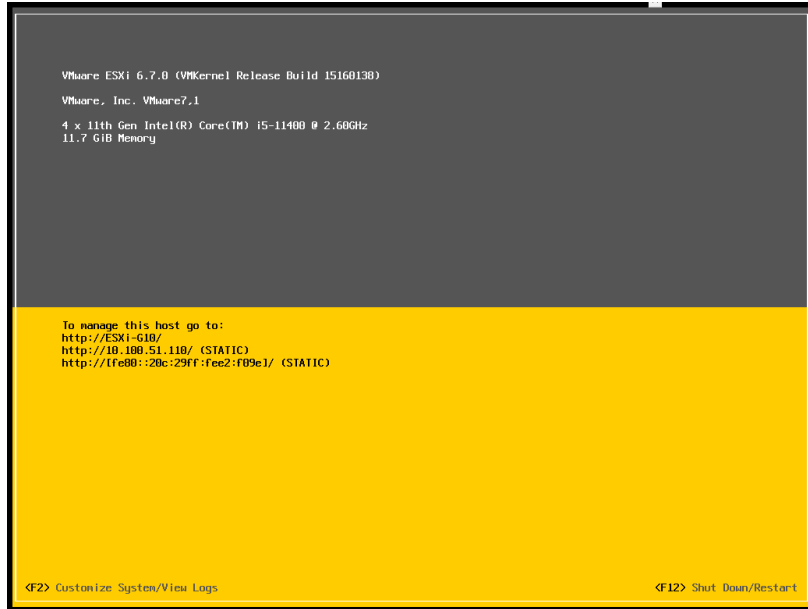 VMware ESXi 6.7.0 (VMKernel Release Build 15160138)
VMware, Inc. VMware7,1
4 x 11th Gen Intel(R) Core(TM) i5-11400 @ 2.60GHz
11.7 GiB Memory
To manage this host go to:
http://ESXi-G10/
http://10.100.51.110/ (STATIC)
http://[fe80::20c:29ff:fee2:f09e]/ (STATIC)
<F2> Customize System/View Logs
<F12> Shut Down/Restart